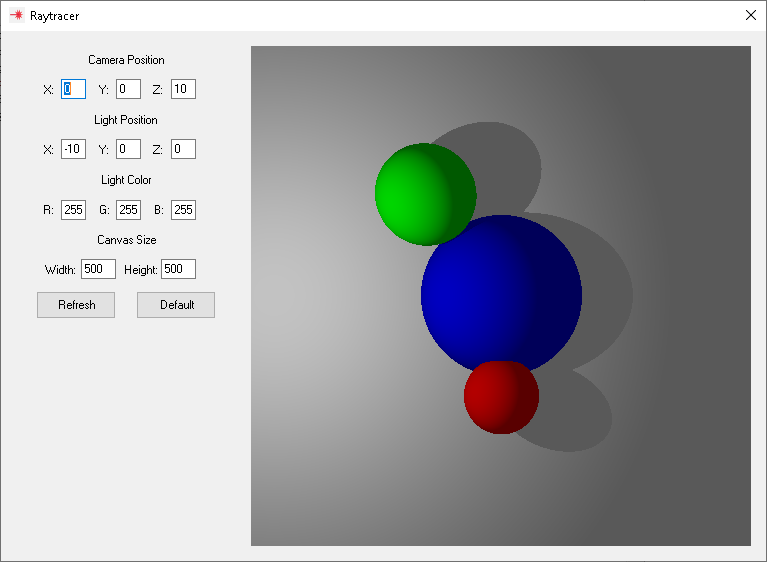 Raytracer
Camera Position
X: 0 Y: 0 Z: 10
Light Position
X: -10 Y: 0 Z: 0
Light Color
R: 255 G: 255 B: 255
Canvas Size
Width: 500 Height: 500
Refresh Default